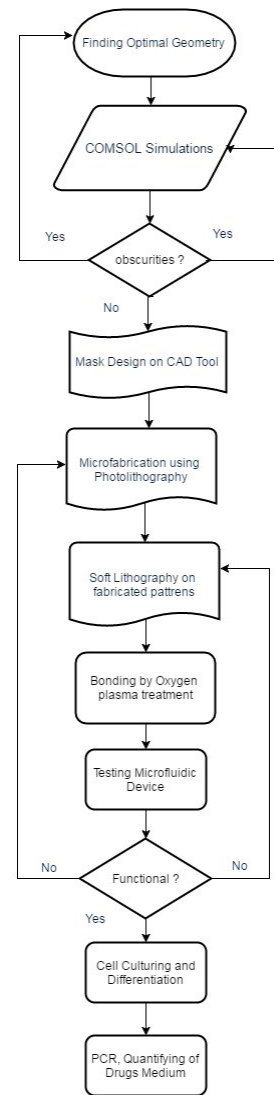 Finding Optimal Geometry
COMSOL Simulations
Yes
Yes
obscurities ?
No
Mask Design on CAD Tool
Microfabrication using
Photolithography
Soft Lithography on
fabricated pattrens
Bonding by Oxygen
plasma treatment
Testing Microfluidic
Device
No
Functional ?
No
Yes
Cell Culturing and
Differentiation
PCR, Quantifying of
Drugs Medium